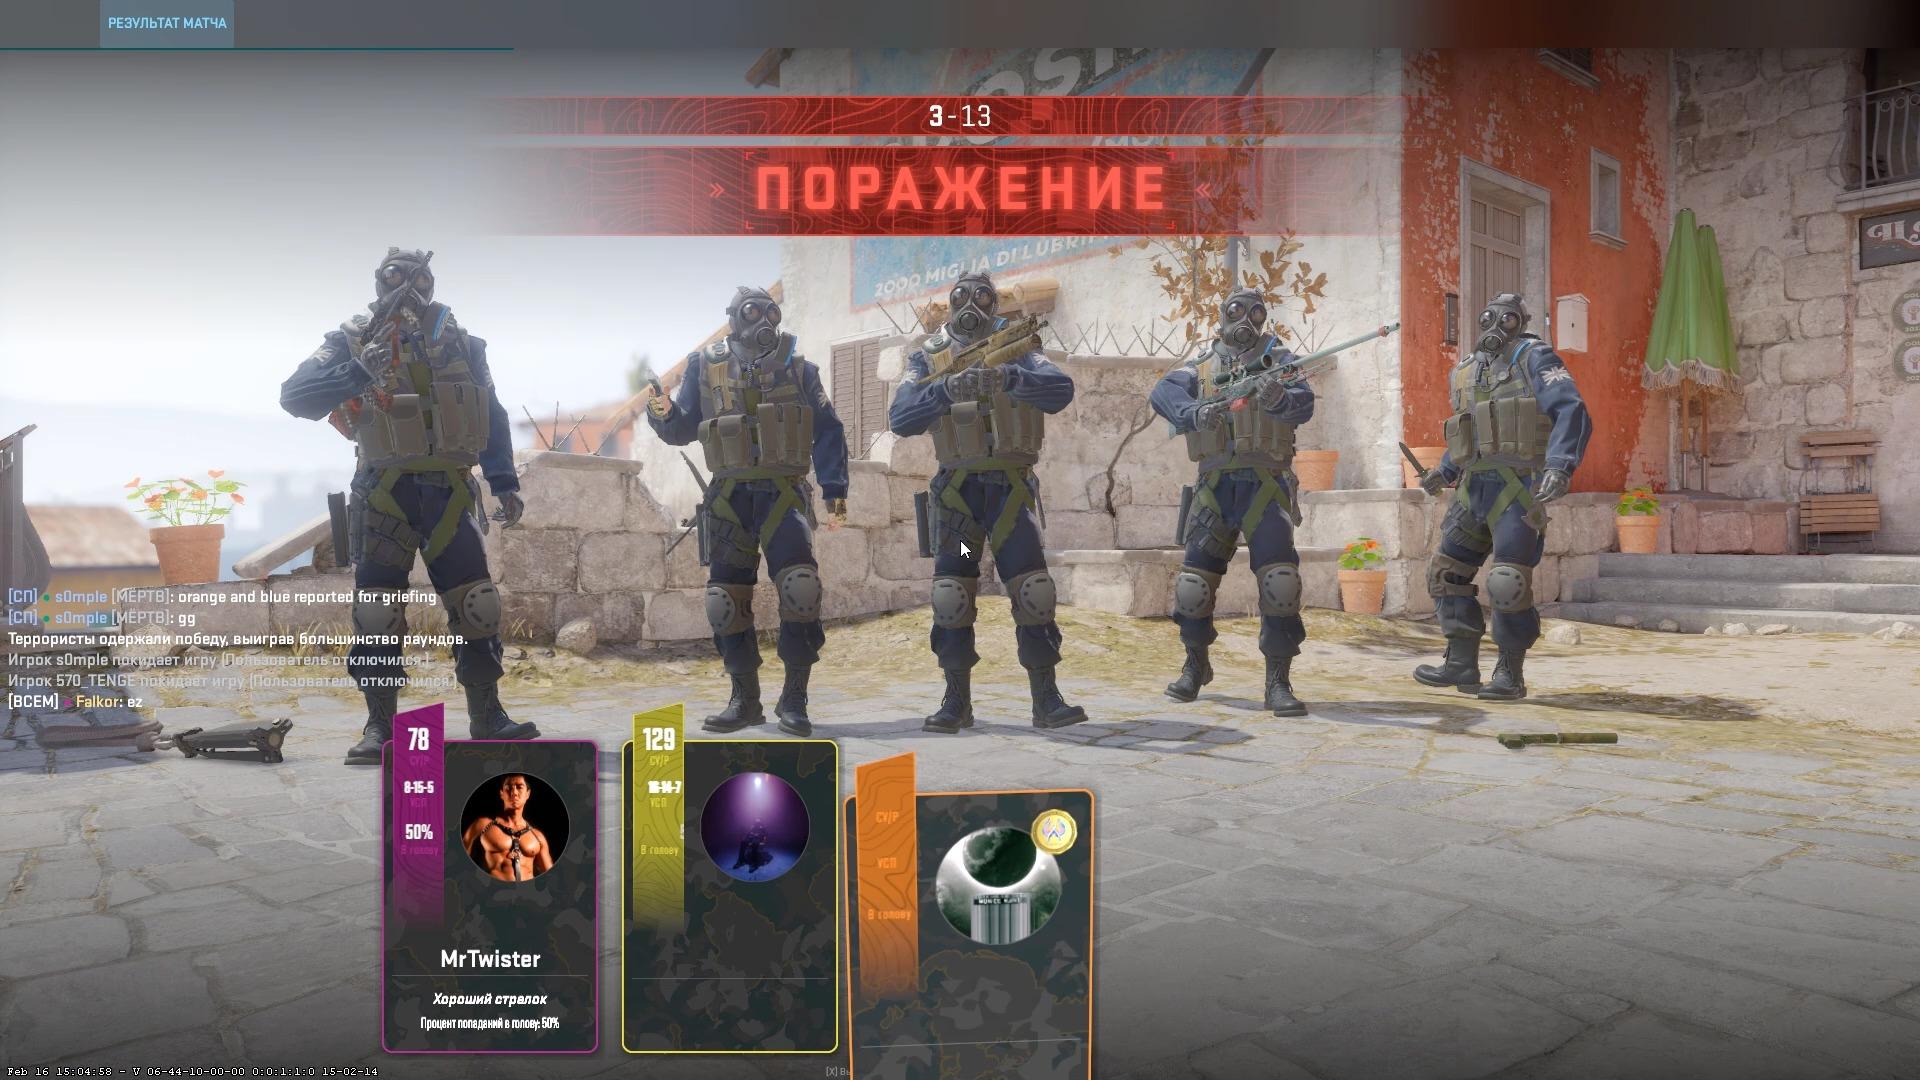 РЕЗУЛЬТАТ МАТЧА
3-13
» ПОРАЖЕНИЕ «
2000 MIGLIA DI
[СП] • s0mple [МЁРТВ]: orange and blue reported for griefing
[СП] • s0mple [МЁРТВ]: gg
Террористы одержали победу, выиграв большинство раундов.
Игрок s0mple покидает игру (Пользователь отключился.)
Игрок 570_TENGE покидает игру (Пользователь отключился.)
[ВСЕМ] Falkor: ez
78
СУ/Р
8-15-5
УСП
50%
В голову
MrTwister
Хороший стрелок
Процент попаданий в голову: 50%
129
СУ/Р
УСП
В голову
СУ/Р
УСП
В голову
[X]
Feb 16 15:04:58 - V 06-44-10-00-00 0:0:1:1:0 15-02-14